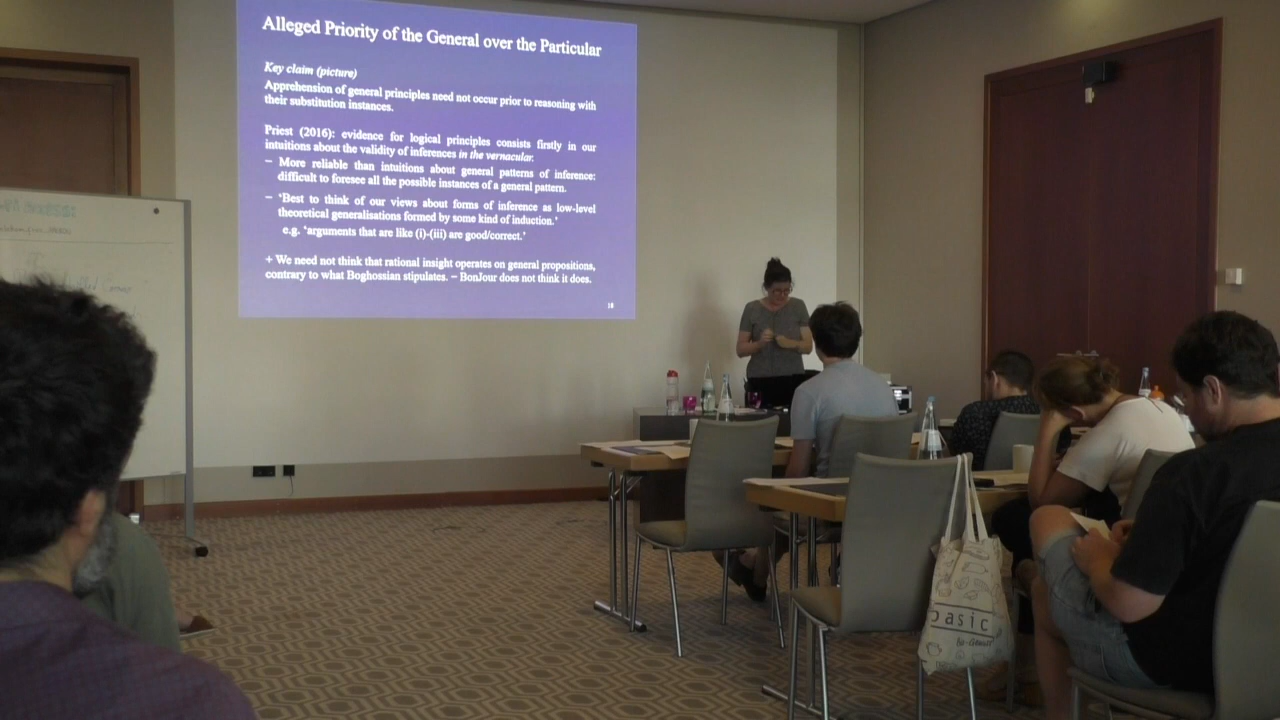 Alleged Priority of the General over the Particular
Key claim (picture)
Apprehension of general principles need not occur prior to reasoning with
their substitution instances.
Priest (2016): evidence for logical principles consists firstly in our
intuitions about the validity of inferences in the vernacular.
− More reliable than intuitions about general patterns of inference:
difficult to foresee all the possible instances of a general pattern.
− ‘Best to think of our views about forms of inference as low-level
theoretical generalisations formed by some kind of induction.’
e.g. ‘arguments that are like (i)-(iii) are good/correct.’
+ We need not think that rational insight operates on general propositions,
contrary to what Boghossian stipulates. − BonJour does not think it does.
18
basic